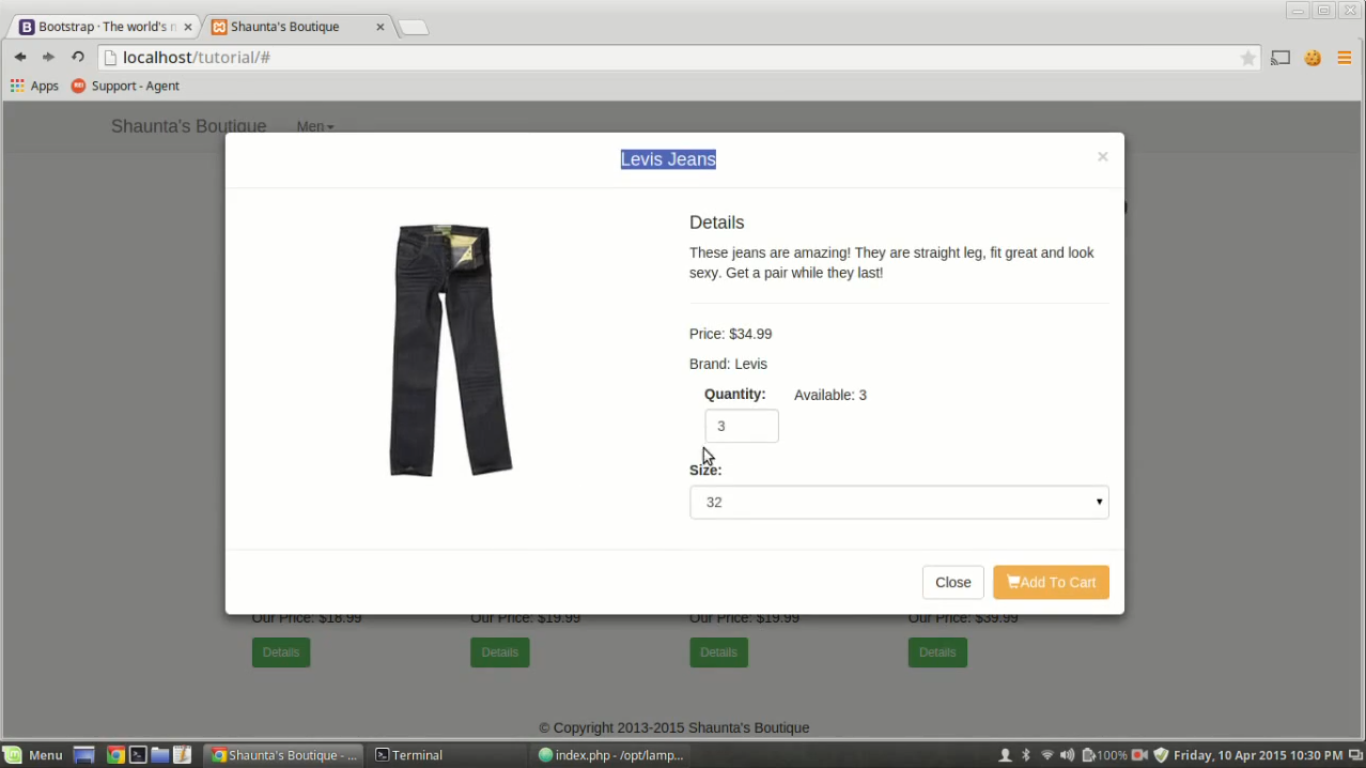 Bootstrap · The world's n
Shaunta's Boutique
localhost/tutorial/#
Apps Support - Agent
Shaunta's Boutique Men
Levis Jeans
Details
These jeans are amazing! They are straight leg, fit great and look
sexy. Get a pair while they last!
Price: $34.99
Brand: Levis
Quantity: Available: 3
3
Size:
32
Close Add To Cart
Our Price: $18.99 Our Price: $19.99 Our Price: $19.99 Our Price: $39.99
Details Details Details Details
© Copyright 2013-2015 Shaunta's Boutique
Menu Shaunta's Boutique - ... Terminal index.php - /opt/lamp... 100% Friday, 10 Apr 2015 10:30 PM